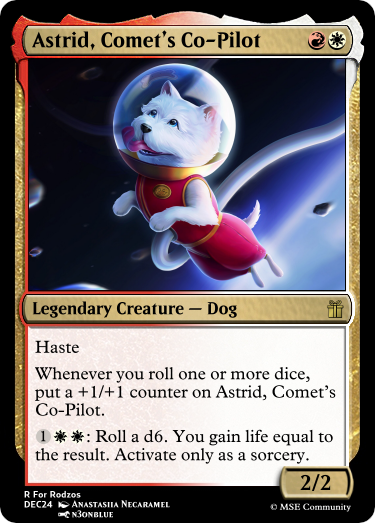 Astrid, Comet's Co-Pilot
Legendary Creature — Dog
Haste
Whenever you roll one or more dice,
put a +1/+1 counter on Astrid, Comet's
Co-Pilot.
1: Roll a d6. You gain life equal to
the result. Activate only as a sorcery.
2/2
R For Rodzos
DEC24 Anastasiia Necaramel
n3onblue
© MSE Community